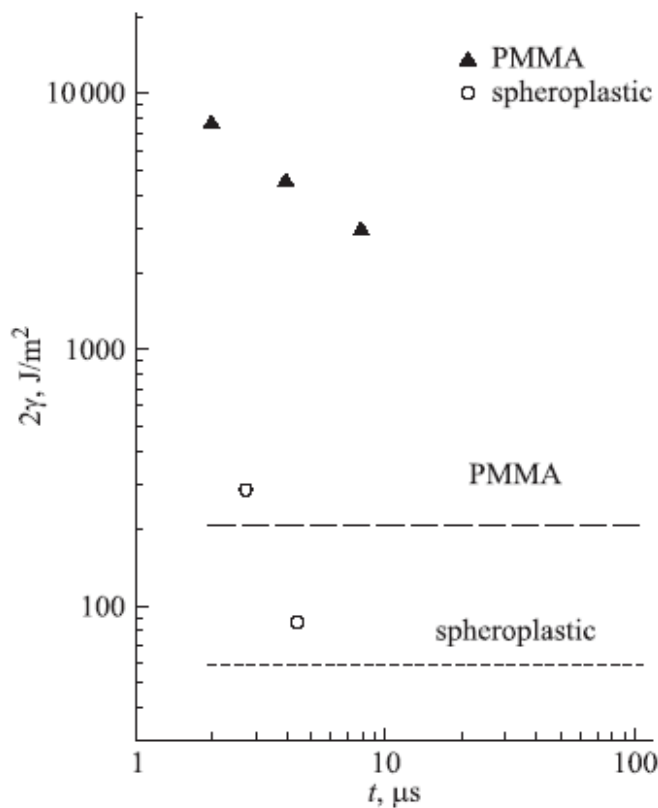 PMMA
spheroplastic
10 000
1000
100
2γ, J/m²
PMMA
spheroplastic
1
10
100
t, μs